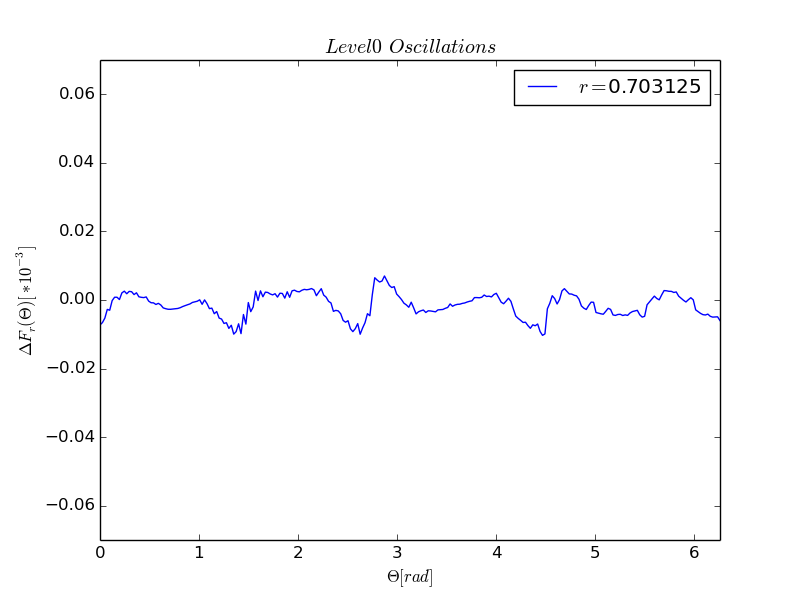 Level0 Oscillations
r=0.703125
0.06
0.04
0.02
0.00
−0.02
−0.04
−0.06
ΔF_r(Θ)[*10^{-3}]
0 1 2 3 4 5 6
Θ[rad]